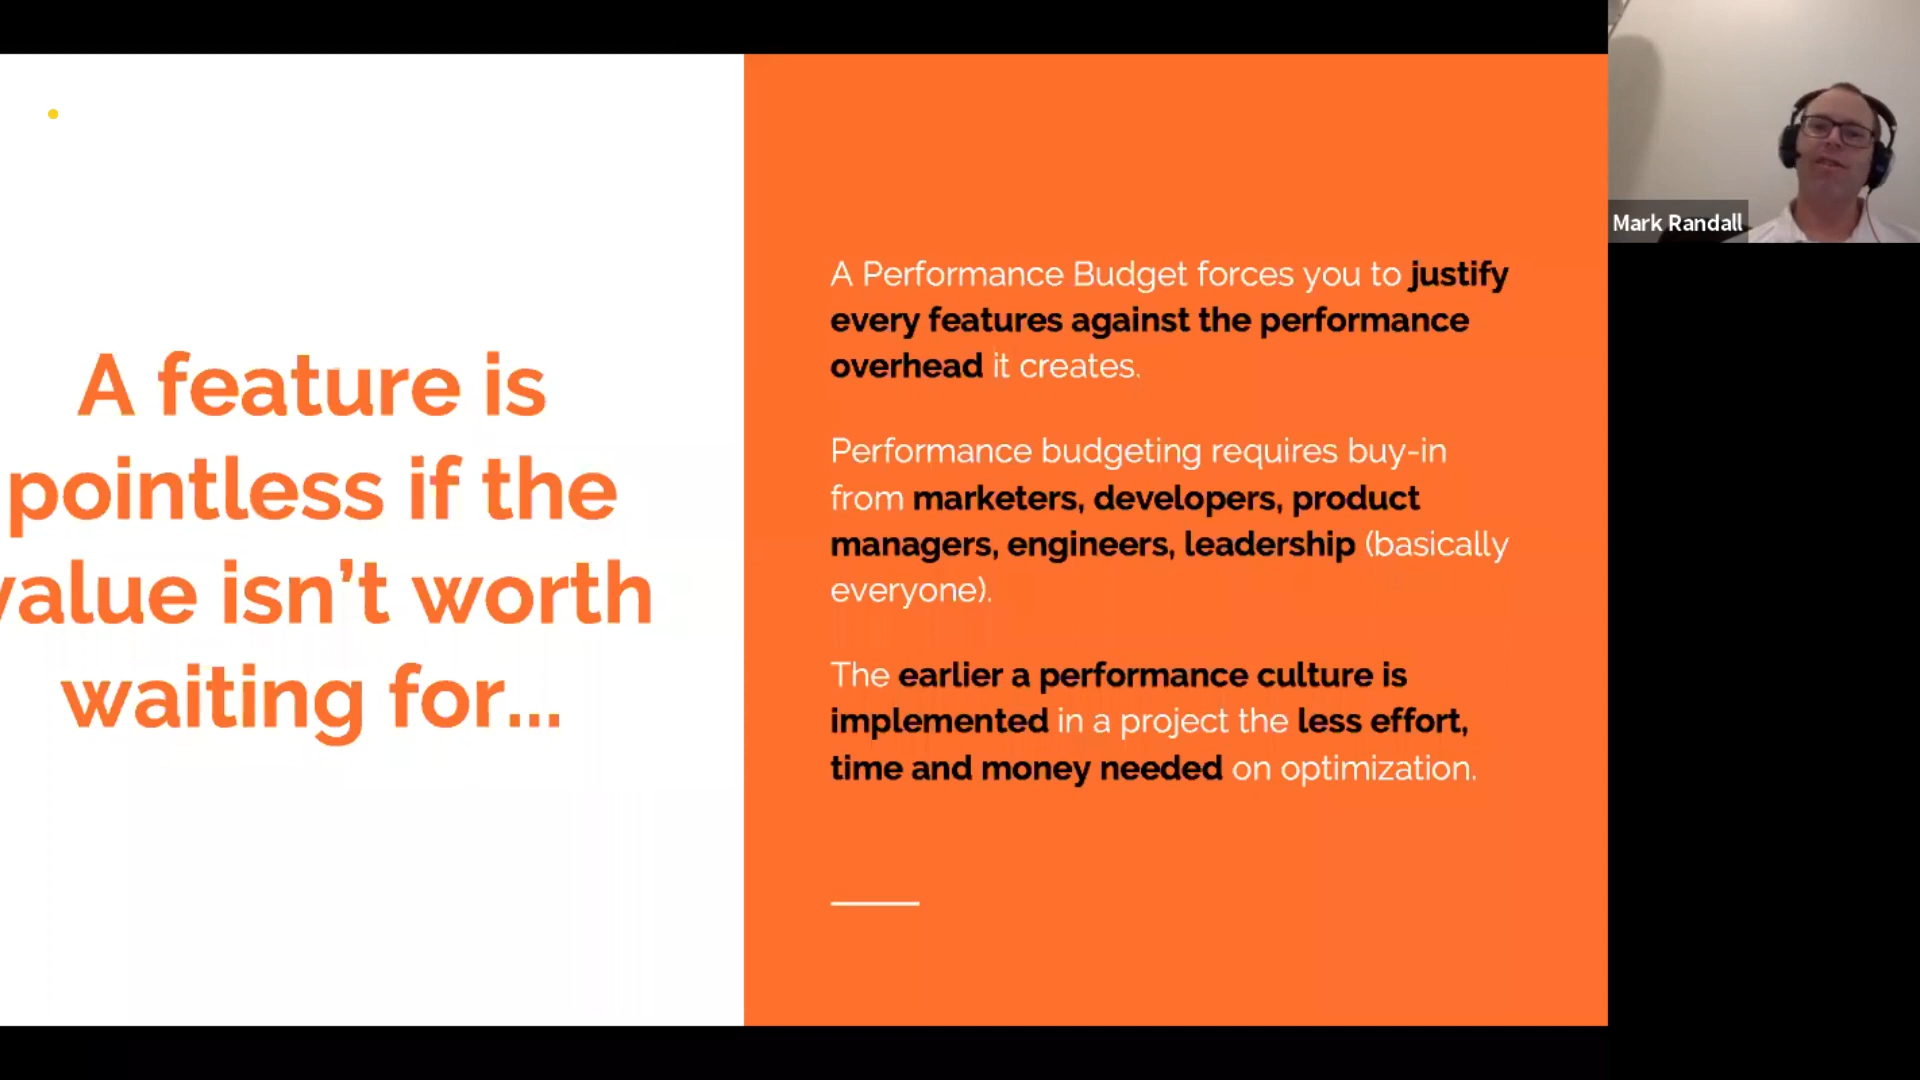 A feature is
pointless if the
value isn't worth
waiting for...
A Performance Budget forces you to justify
every features against the performance
overhead it creates.
Performance budgeting requires buy-in
from marketers, developers, product
managers, engineers, leadership (basically
everyone).
The earlier a performance culture is
implemented in a project the less effort,
time and money needed on optimization.
Mark Randall